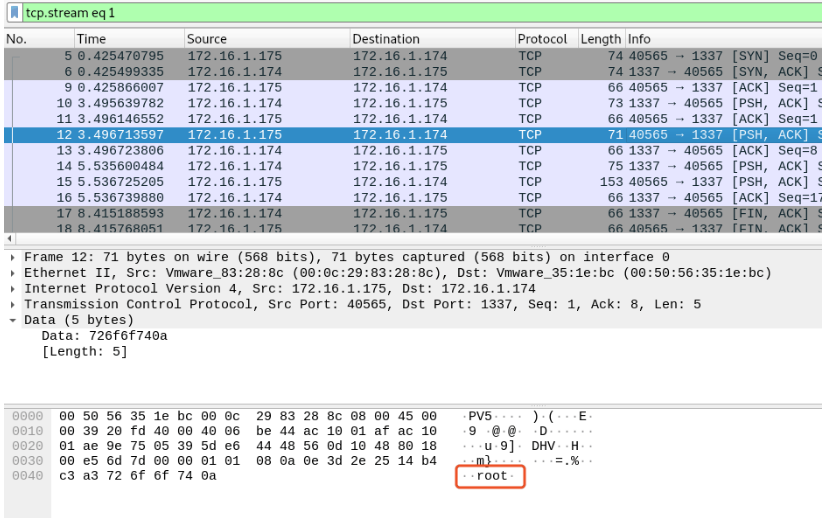 tcp.stream eq 1
No. Time Source Destination Protocol Length Info
5 0.425470795 172.16.1.175 172.16.1.174 TCP 74 40565 → 1337 [SYN] Seq=0
6 0.425499335 172.16.1.174 172.16.1.175 TCP 74 1337 → 40565 [SYN, ACK] S
9 0.425866007 172.16.1.175 172.16.1.174 TCP 66 40565 → 1337 [ACK] Seq=1
10 3.495639782 172.16.1.174 172.16.1.175 TCP 73 1337 → 40565 [PSH, ACK] S
11 3.496146552 172.16.1.175 172.16.1.174 TCP 66 40565 → 1337 [ACK] Seq=1
12 3.496713597 172.16.1.175 172.16.1.174 TCP 71 40565 → 1337 [PSH, ACK] S
13 3.496723806 172.16.1.174 172.16.1.175 TCP 66 1337 → 40565 [ACK] Seq=8
14 5.535600484 172.16.1.174 172.16.1.175 TCP 75 1337 → 40565 [PSH, ACK] S
15 5.536725205 172.16.1.175 172.16.1.174 TCP 153 40565 → 1337 [PSH, ACK] S
16 5.536739880 172.16.1.174 172.16.1.175 TCP 66 1337 → 40565 [ACK] Seq=17
17 8.415188593 172.16.1.174 172.16.1.175 TCP 66 1337 → 40565 [FIN, ACK] S
18 8.415768051 172.16.1.175 172.16.1.174 TCP 66 40565 → 1337 [FIN, ACK] S
Frame 12: 71 bytes on wire (568 bits), 71 bytes captured (568 bits) on interface 0
Ethernet II, Src: Vmware_83:28:8c (00:0c:29:83:28:8c), Dst: Vmware_35:1e:bc (00:50:56:35:1e:bc)
Internet Protocol Version 4, Src: 172.16.1.175, Dst: 172.16.1.174
Transmission Control Protocol, Src Port: 40565, Dst Port: 1337, Seq: 1, Ack: 8, Len: 5
Data (5 bytes)
Data: 726f6f740a
[Length: 5]
0000 00 50 56 35 1e bc 00 0c 29 83 28 8c 08 00 45 00 ·PV5···· )·(···E·
0010 00 39 20 fd 40 00 40 06 be 44 ac 10 01 af ac 10 ·9 ·@·@· ·D······
0020 01 ae 9e 75 05 39 5d e6 44 48 56 0d 10 48 80 18 ···u·9]· DHV··H··
0030 00 e5 6d 7d 00 00 01 01 08 0a 0e 3d 2e 25 14 b4 ··m}···· ···=.%··
0040 c3 a3 72 6f 6f 74 0a ··root·